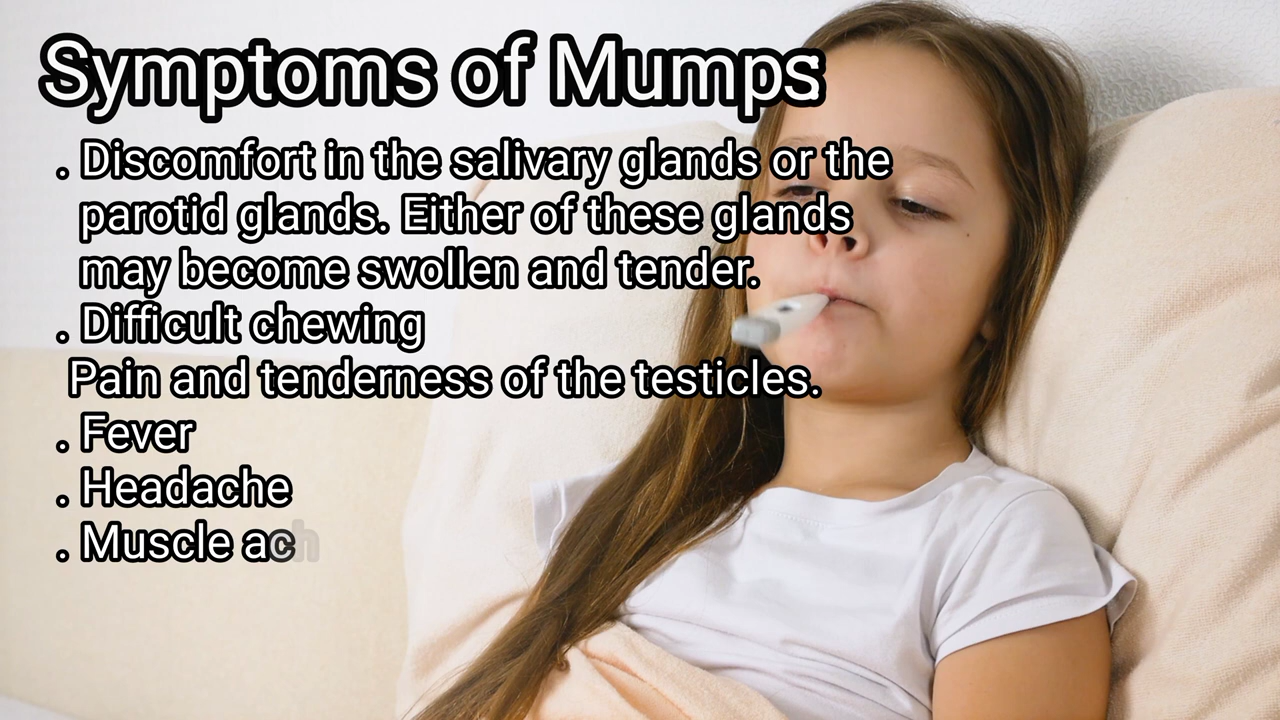 Symptoms of Mumps
. Discomfort in the salivary glands or the
parotid glands. Either of these glands
may become swollen and tender.
. Difficult chewing
Pain and tenderness of the testicles.
. Fever
. Headache
. Muscle ach